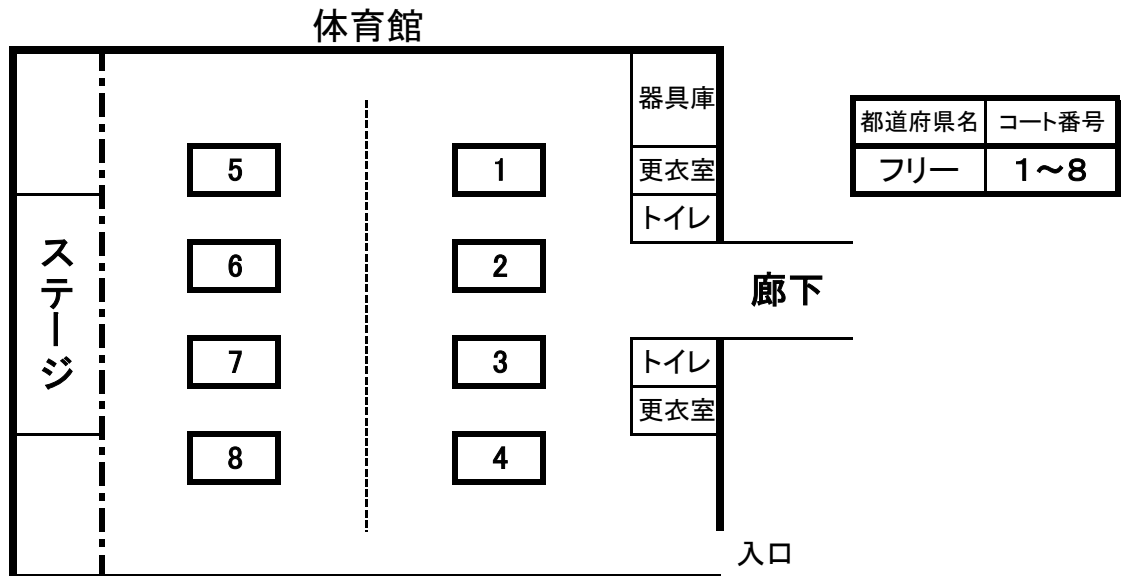 体育館
器具庫
都道府県名 コート番号
フリー 1～8
5 1 更衣室
トイレ
6 2
ステージ
廊下
7 3 トイレ
更衣室
8 4
入口